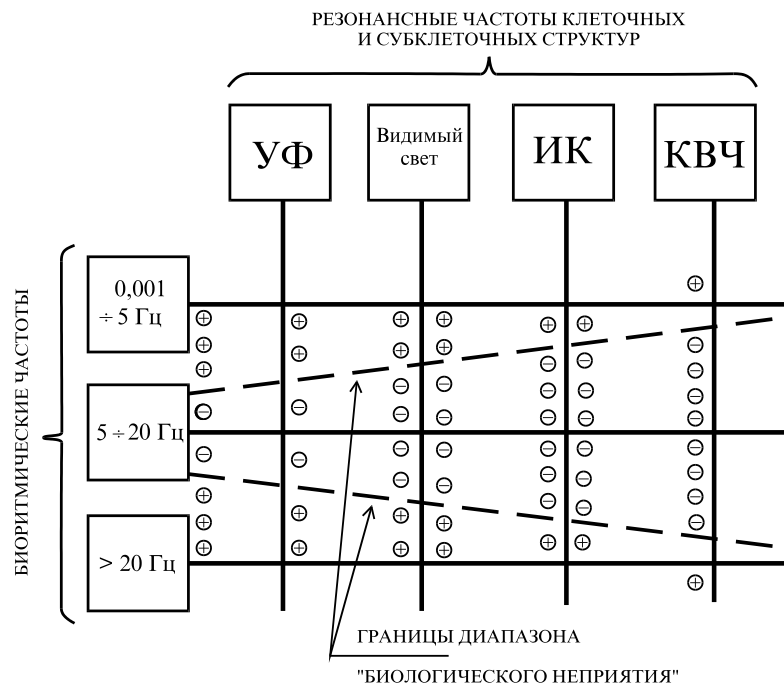 РЕЗОНАНСНЫЕ ЧАСТОТЫ КЛЕТОЧНЫХ
И СУБКЛЕТОЧНЫХ СТРУКТУР
УФ
Видимый
свет
ИК
КВЧ
БИОРИТМИЧЕСКИЕ ЧАСТОТЫ
0,001
÷ 5 Гц
5 ÷ 20 Гц
> 20 Гц
ГРАНИЦЫ ДИАПАЗОНА
"БИОЛОГИЧЕСКОГО НЕПРИЯТИЯ"